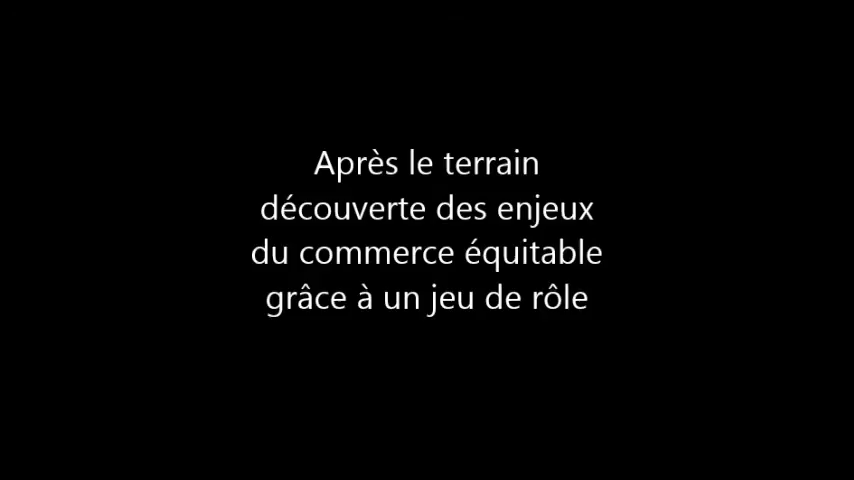 Après le terrain
découverte des enjeux
du commerce équitable
grâce à un jeu de rôle